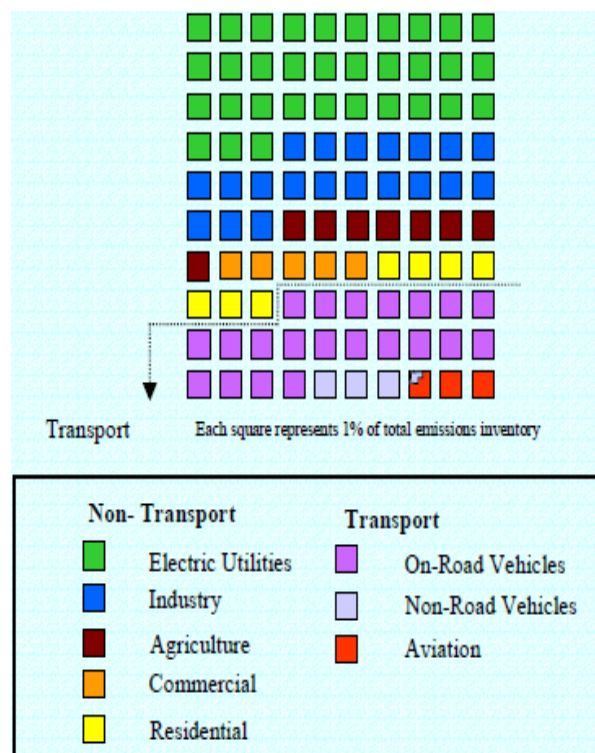 Transport
Each square represents 1% of total emissions inventory
Non- Transport
Transport
Electric Utilities
On-Road Vehicles
Industry
Non-Road Vehicles
Agriculture
Aviation
Commercial
Residential